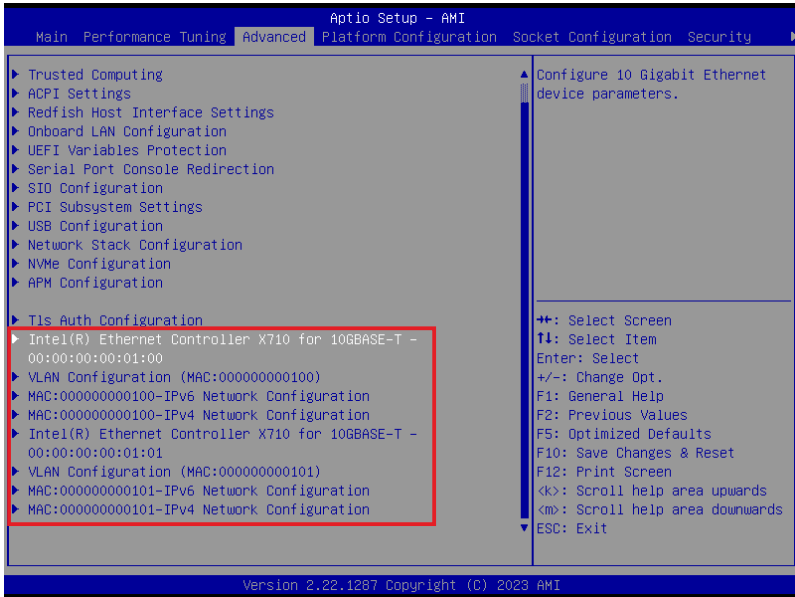 Aptio Setup - AMI
Main Performance Tuning Advanced Platform Configuration Socket Configuration Security
Trusted Computing
ACPI Settings
Redfish Host Interface Settings
Onboard LAN Configuration
UEFI Variables Protection
Serial Port Console Redirection
SIO Configuration
PCI Subsystem Settings
USB Configuration
Network Stack Configuration
NVMe Configuration
APM Configuration
Tls Auth Configuration
Intel(R) Ethernet Controller X710 for 10GBASE-T -
00:00:00:00:01:00
VLAN Configuration (MAC:000000000100)
MAC:000000000100-IPv6 Network Configuration
MAC:000000000100-IPv4 Network Configuration
Intel(R) Ethernet Controller X710 for 10GBASE-T -
00:00:00:00:01:01
VLAN Configuration (MAC:000000000101)
MAC:000000000101-IPv6 Network Configuration
MAC:000000000101-IPv4 Network Configuration
Configure 10 Gigabit Ethernet
device parameters.
→←: Select Screen
↑↓: Select Item
Enter: Select
+/-: Change Opt.
F1: General Help
F2: Previous Values
F5: Optimized Defaults
F10: Save Changes & Reset
F12: Print Screen
<k>: Scroll help area upwards
<m>: Scroll help area downwards
ESC: Exit
Version 2.22.1287 Copyright (C) 2023 AMI